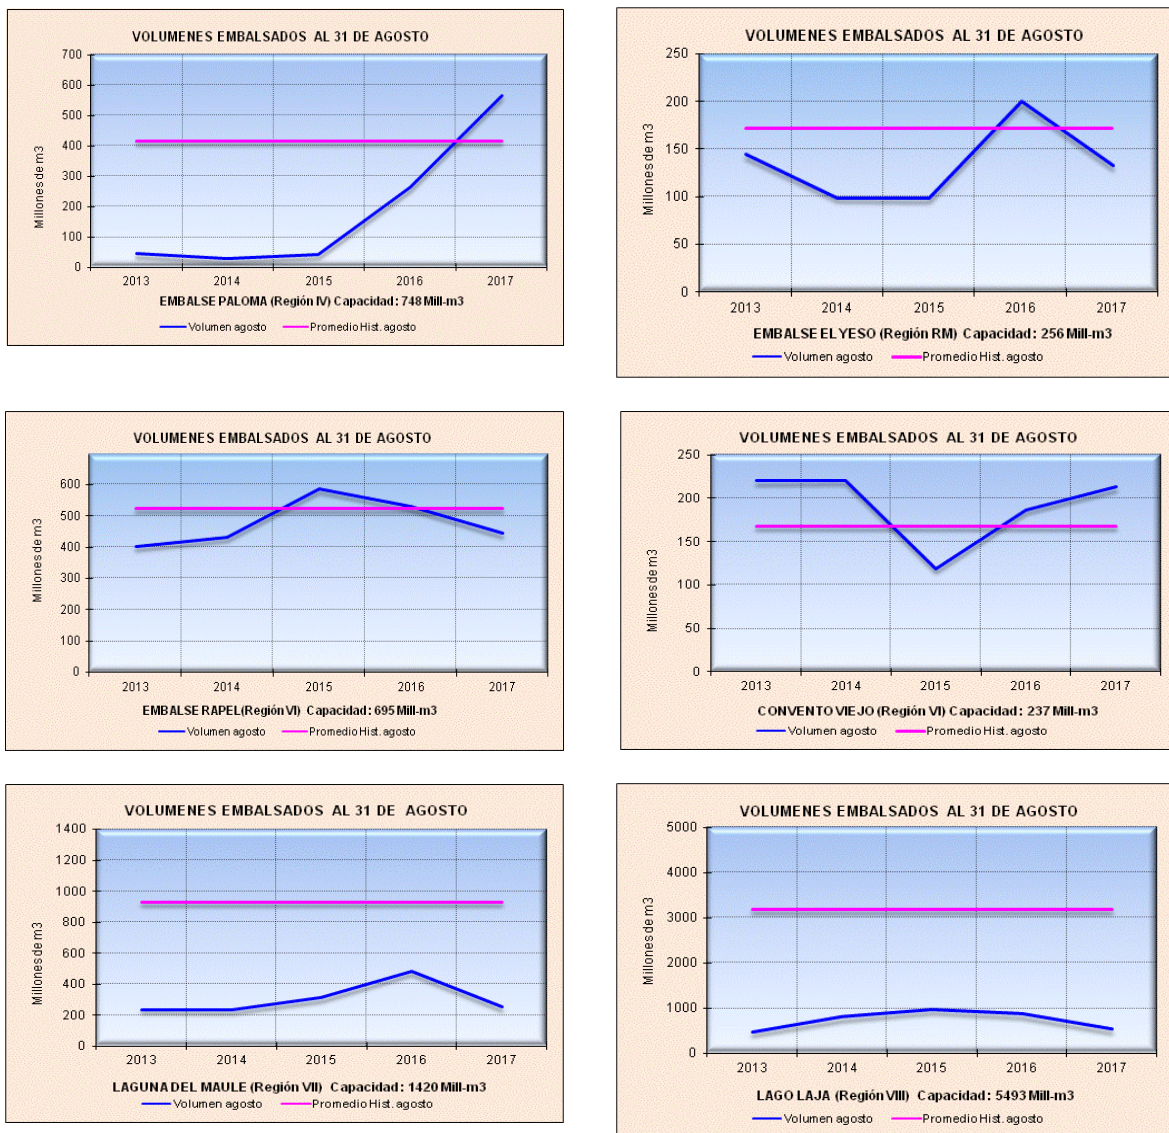 VOLUMENES EMBALSADOS AL 31 DE AGOSTO
Millones de m3
700
600
500
400
300
200
100
0
2013 2014 2015 2016 2017
EMBALSE PALOMA (Región IV) Capacidad: 748 Mill-m3
Volumen agosto Promedio Hist. agosto
VOLUMENES EMBALSADOS AL 31 DE AGOSTO
Millones de m3
250
200
150
100
50
0
2013 2014 2015 2016 2017
EMBALSE EL YESO (Región RM) Capacidad: 256 Mill-m3
Volumen agosto Promedio Hist. agosto
VOLUMENES EMBALSADOS AL 31 DE AGOSTO
Millones de m3
600
500
400
300
200
100
0
2013 2014 2015 2016 2017
EMBALSE RAPEL (Región VI) Capacidad: 695 Mill-m3
Volumen agosto Promedio Hist. agosto
VOLUMENES EMBALSADOS AL 31 DE AGOSTO
Millones de m3
250
200
150
100
50
0
2013 2014 2015 2016 2017
CONVENTO VIEJO (Región VI) Capacidad: 237 Mill-m3
Volumen agosto Promedio Hist. agosto
VOLUMENES EMBALSADOS AL 31 DE AGOSTO
Millones de m3
1400
1200
1000
800
600
400
200
0
2013 2014 2015 2016 2017
LAGUNA DEL MAULE (Región VII) Capacidad: 1420 Mill-m3
Volumen agosto Promedio Hist. agosto
VOLUMENES EMBALSADOS AL 31 DE AGOSTO
Millones de m3
5000
4000
3000
2000
1000
0
2013 2014 2015 2016 2017
LAGO LAJA (Región VIII) Capacidad: 5493 Mill-m3
Volumen agosto Promedio Hist. agosto